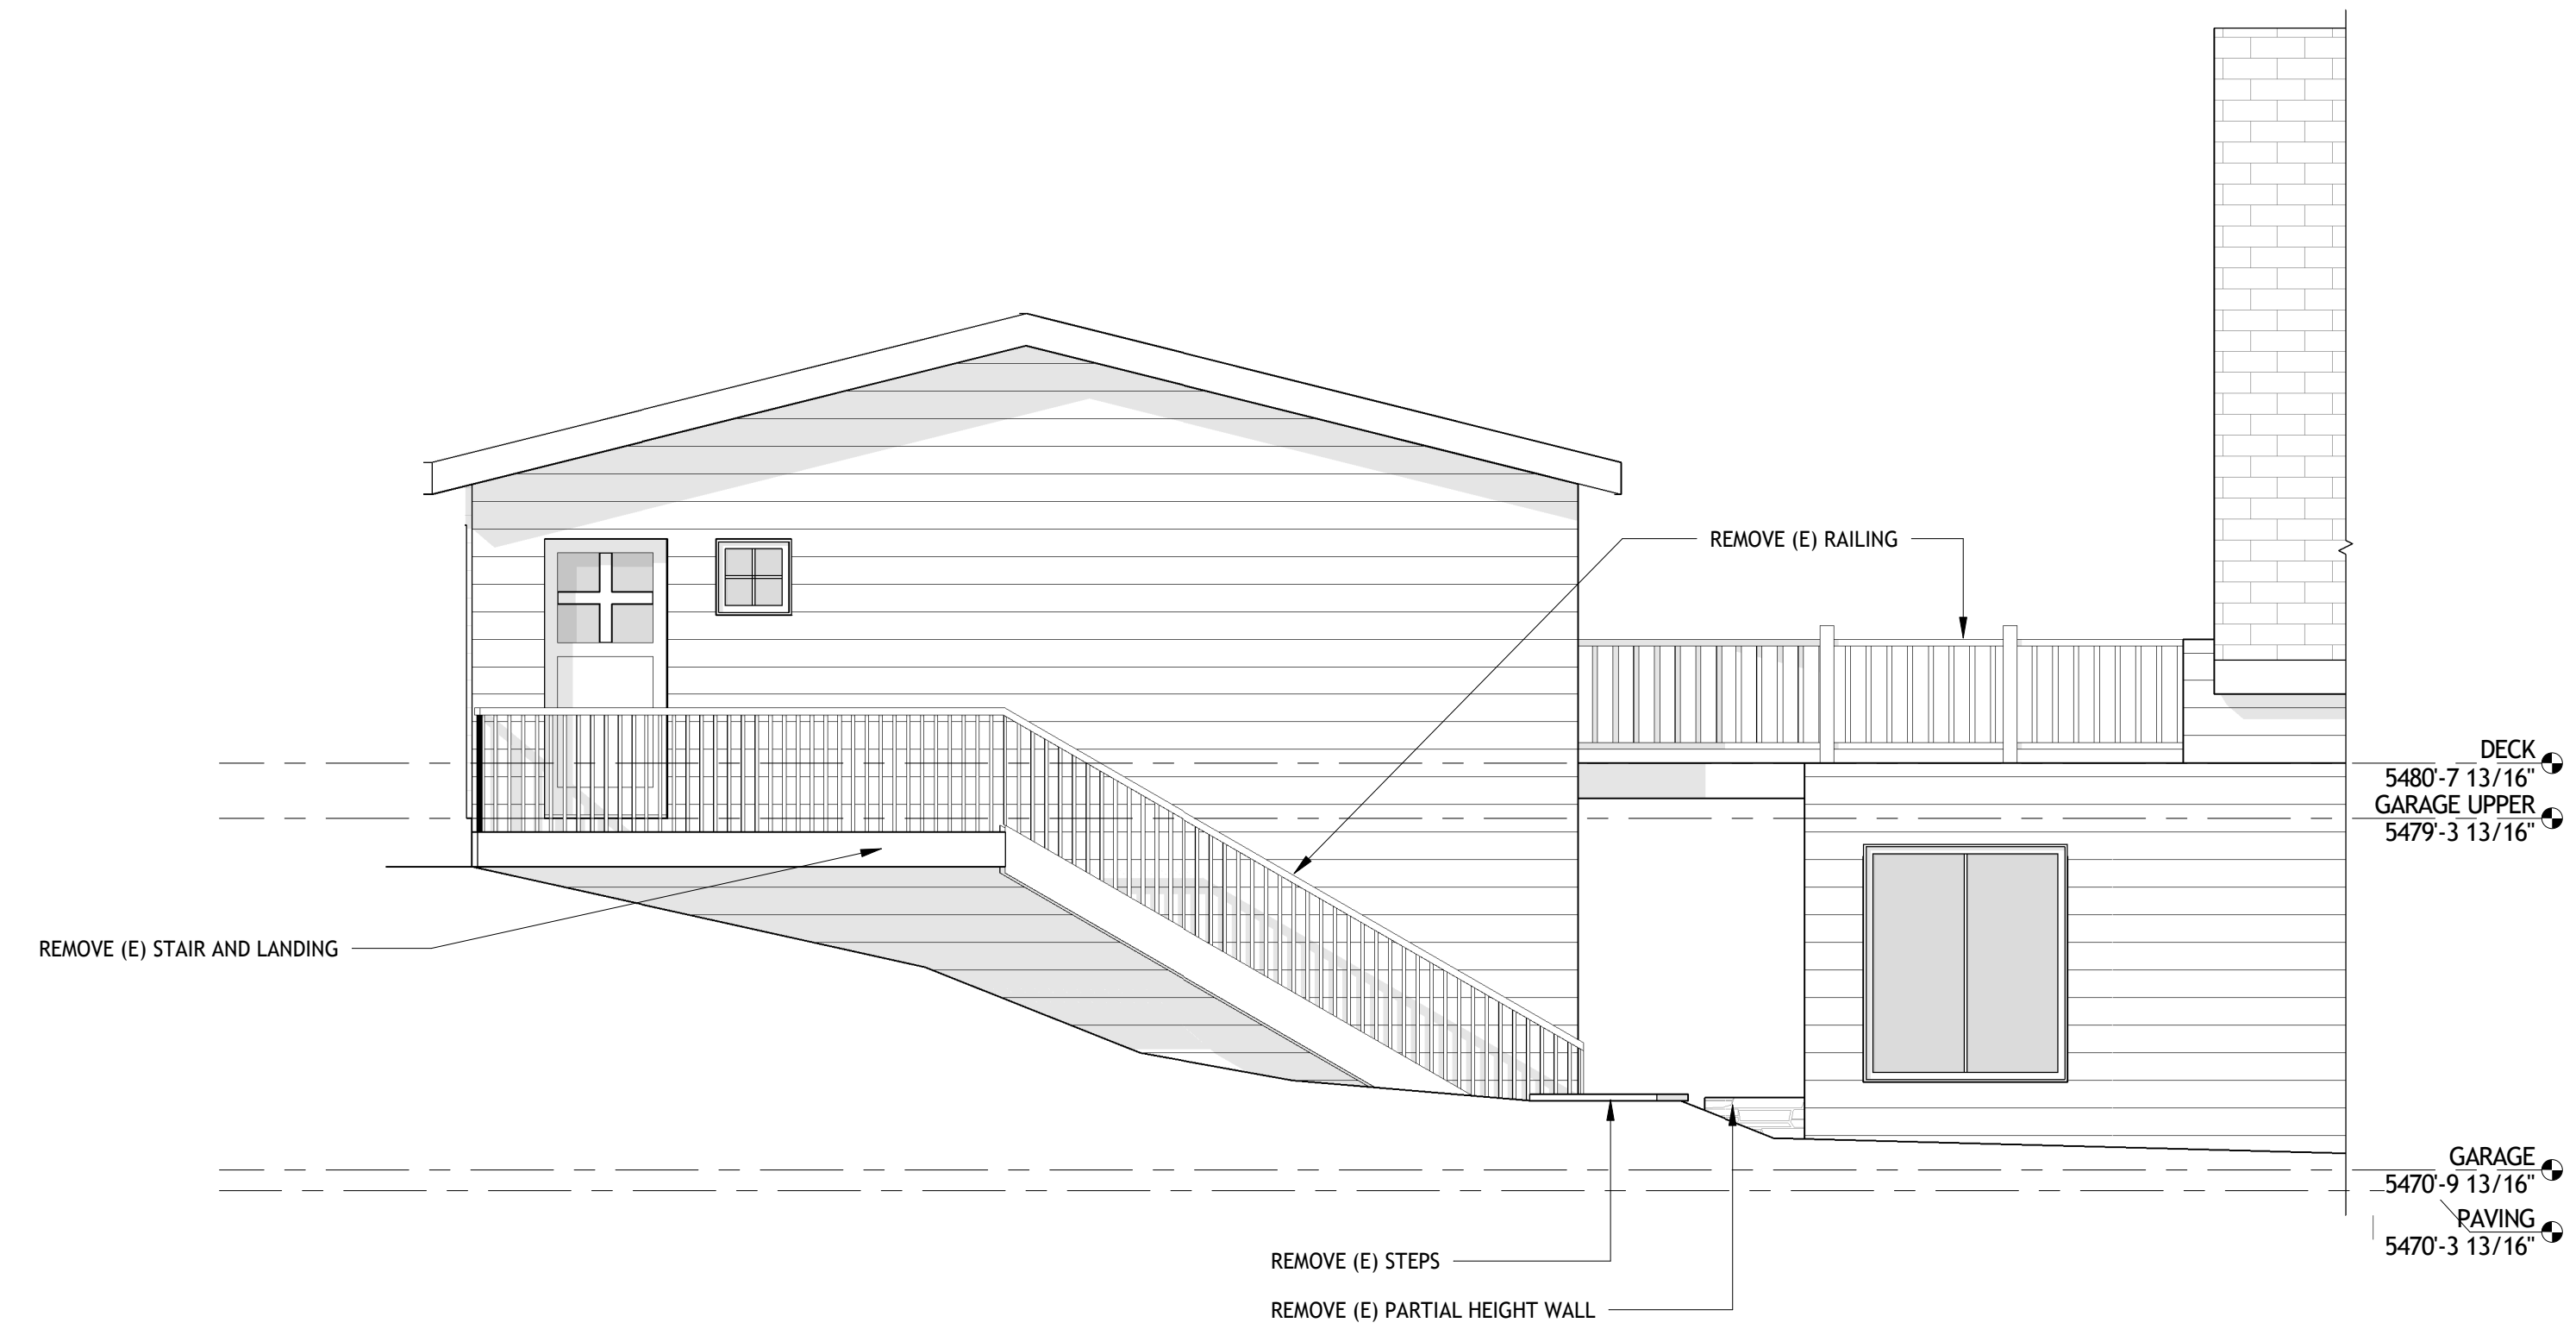 REMOVE (E) RAILING
DECK
5480'-7 13/16"
GARAGE UPPER
5479'-3 13/16"
REMOVE (E) STAIR AND LANDING
GARAGE
5470'-9 13/16"
PAVING
5470'-3 13/16"
REMOVE (E) STEPS
REMOVE (E) PARTIAL HEIGHT WALL